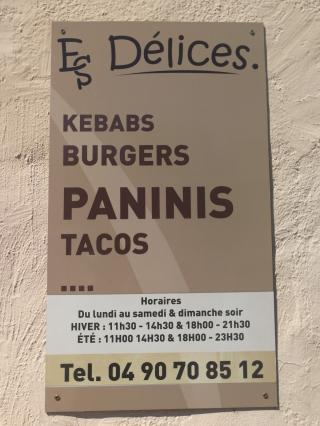 ES Délices.
KEBABS
BURGERS
PANINIS
TACOS
....
Horaires
Du lundi au samedi & dimanche soir
HIVER : 11h30 - 14h30 & 18h00 - 21h30
ÉTÉ : 11H00 14H30 & 18H00 - 23H30
Tel. 04 90 70 85 12